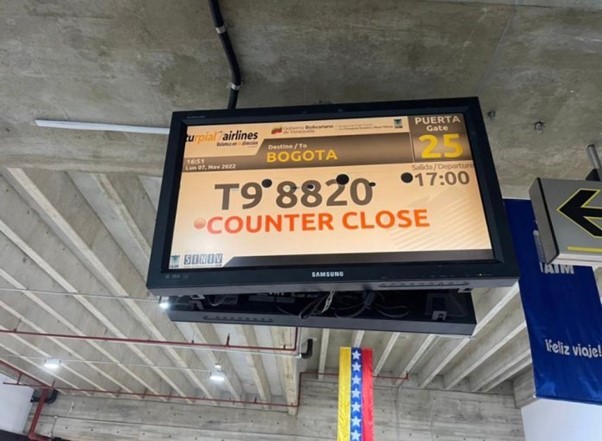 turpial airlines
Gobierno Bolivariano
de Venezuela
PUERTA
Gate
25
Destino / To
BOGOTA
16:51
Lun 07, Nov 2022
Salida / Departure
17:00
T9 8820
COUNTER CLOSE
SAMSUNG
¡Feliz viaje!